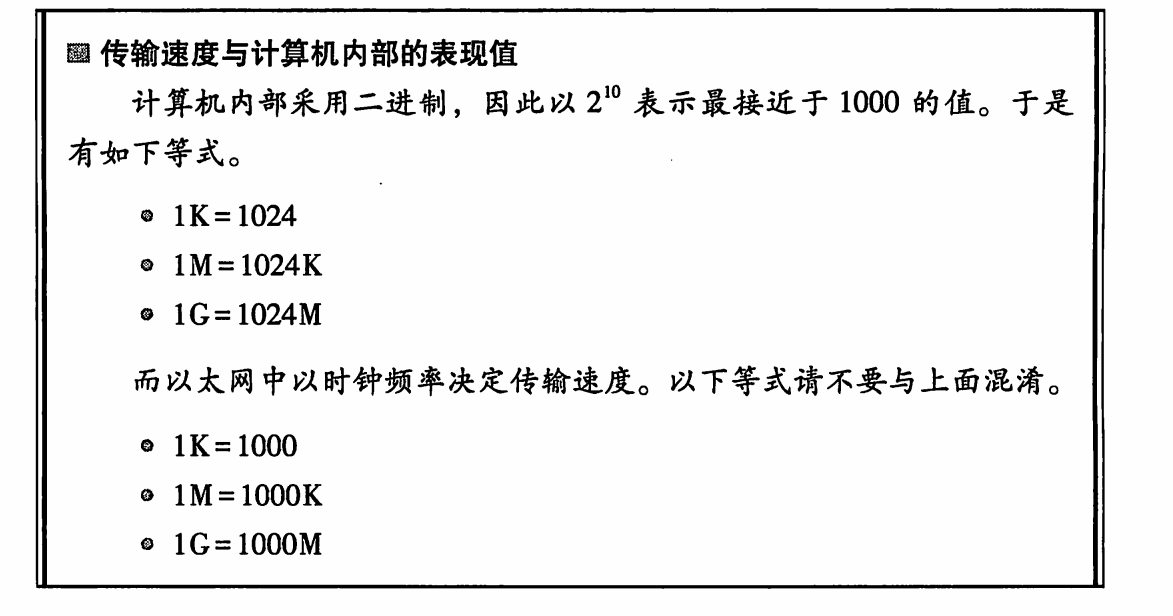 传输速度与计算机内部的表现值
计算机内部采用二进制，因此以 2¹⁰ 表示最接近于 1000 的值。于是
有如下等式。
1K=1024
1M=1024K
1G=1024M
而以太网中以时钟频率决定传输速度。以下等式请不要与上面混淆。
1K=1000
1M=1000K
1G=1000M